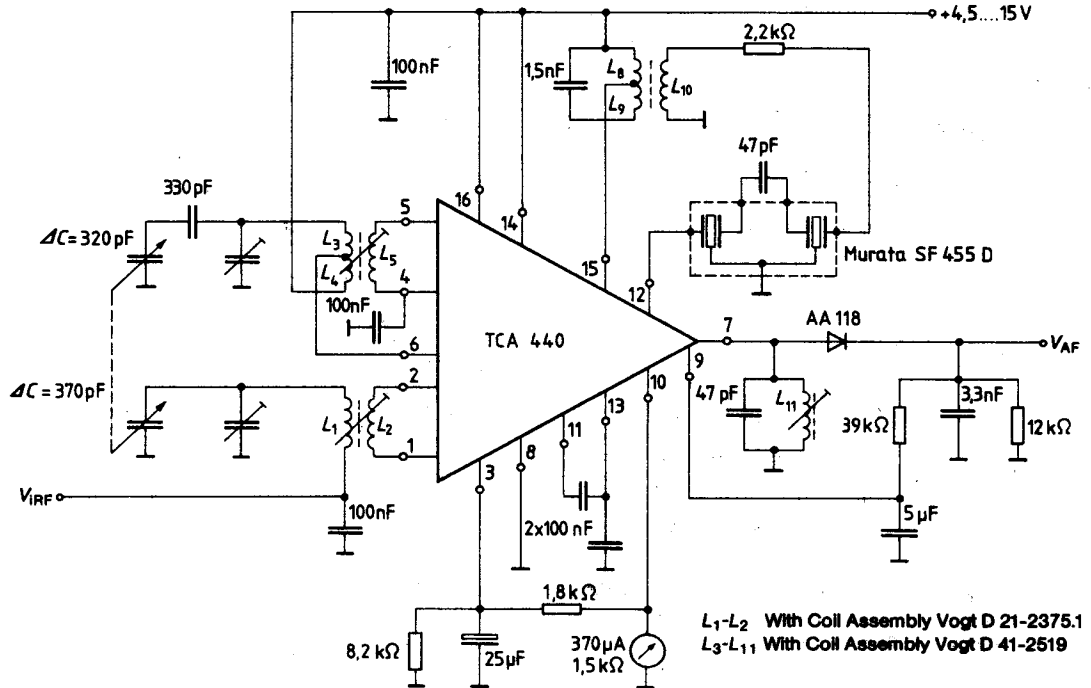 +4,5....15 V
2,2kΩ
100nF
1,5nF
L8
L9
L10
47pF
330pF
ΔC=320pF
L3
L4
L5
5
4
16
14
15
12
Murata SF 455 D
100nF
6
TCA 440
7
AA 118
VAF
ΔC=370pF
2
9
10
L1
L2
1
47pF
L11
39kΩ
3,3nF
12kΩ
3
8
11
13
ViRF
100nF
2x100 nF
5μF
1,8kΩ
8,2kΩ
25μF
370μA
1,5kΩ
L1-L2 With Coil Assembly Vogt D 21-2375.1
L3-L11 With Coil Assembly Vogt D 41-2519